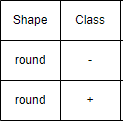 Shape Class
round -
round +